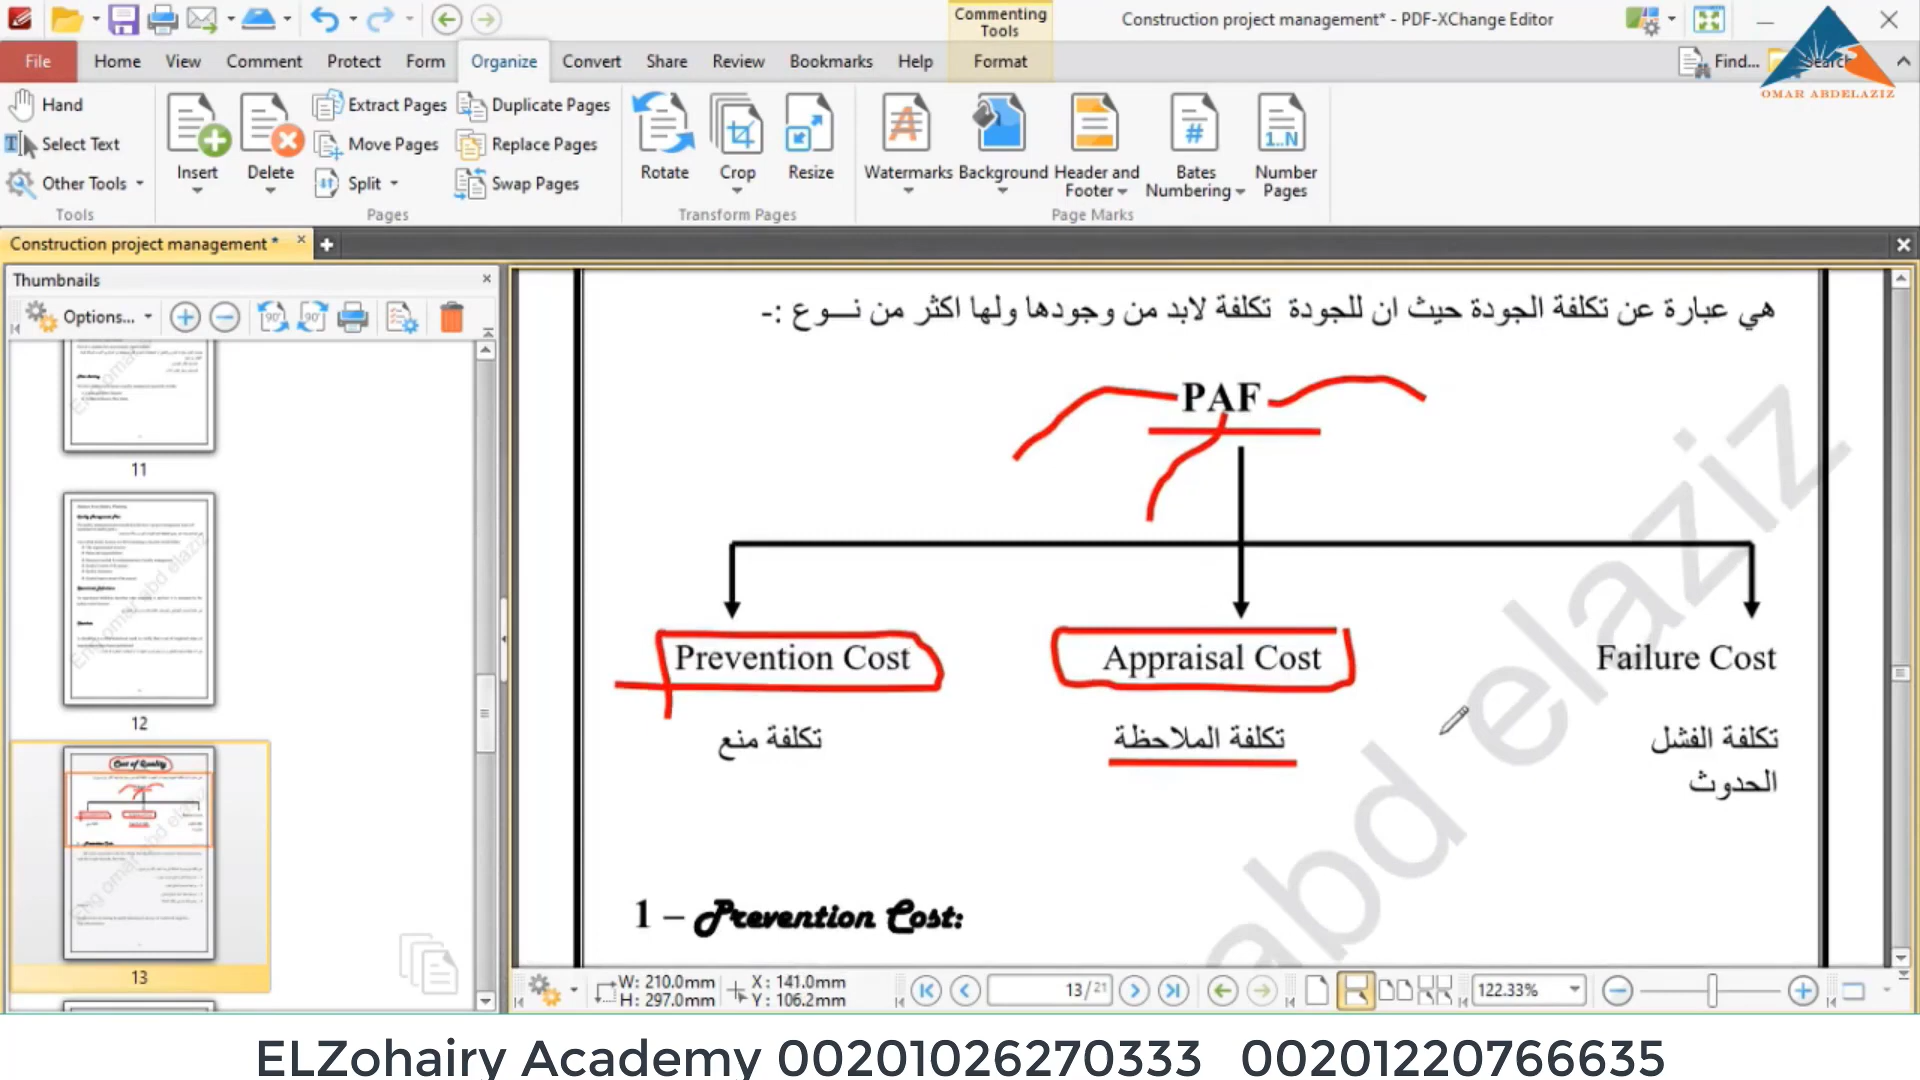 Commenting Tools
Construction project management* - PDF-XChange Editor
File Home View Comment Protect Form Organize Convert Share Review Bookmarks Help Format Find... Search
OMAR ABDELAZIZ
Hand
Select Text
Other Tools
Tools
Insert
Delete
Extract Pages
Move Pages
Split
Duplicate Pages
Replace Pages
Swap Pages
Pages
Rotate
Crop
Resize
Transform Pages
Watermarks
Background
Header and Footer
Bates Numbering
Number Pages
Page Marks
Construction project management *
Thumbnails
Options...
11
12
Cost of Quality
13
هي عبارة عن تكلفة الجودة حيث ان للجودة تكلفة لابد من وجودها ولها اكثر من نـــوع :-
PAF
Prevention Cost
Appraisal Cost
Failure Cost
تكلفة منع
تكلفة الملاحظة
تكلفة الفشل
الحدوث
1 – Prevention Cost:
abd elaziz
W: 210.0mm
H: 297.0mm
X: 141.0mm
Y: 106.2mm
13/21
122.33%
ELZohairy Academy 00201026270333 00201220766635